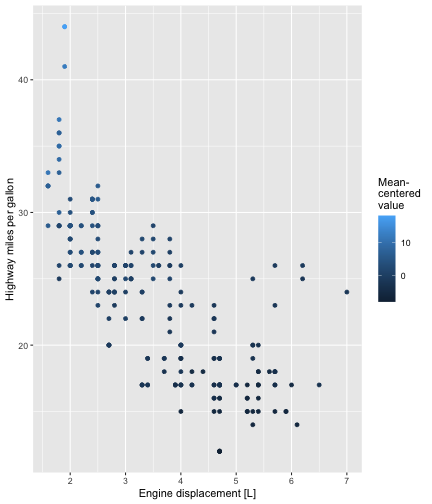 Highway miles per gallon
40
30
20
2
3
4
5
6
7
Engine displacement [L]
Mean-
centered
value
10
0